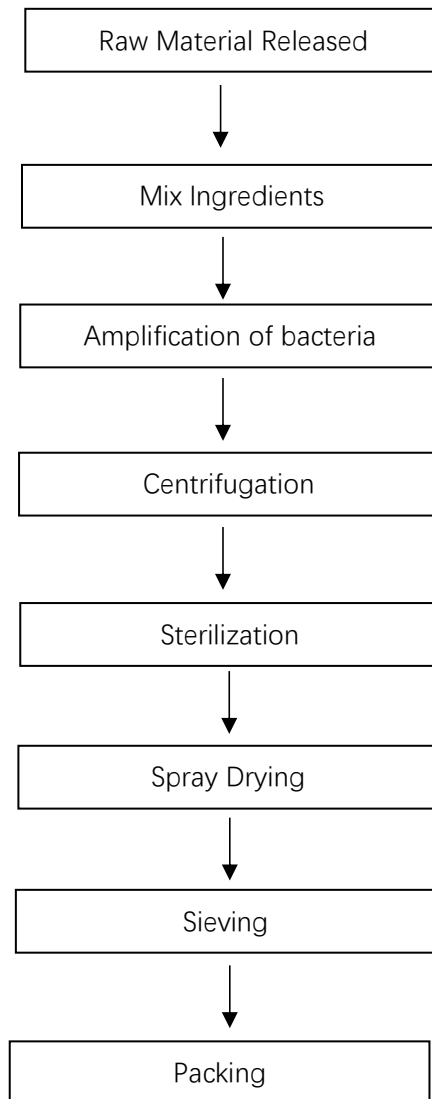 Raw Material Released
Mix Ingredients
Amplification of bacteria
Centrifugation
Sterilization
Spray Drying
Sieving
Packing